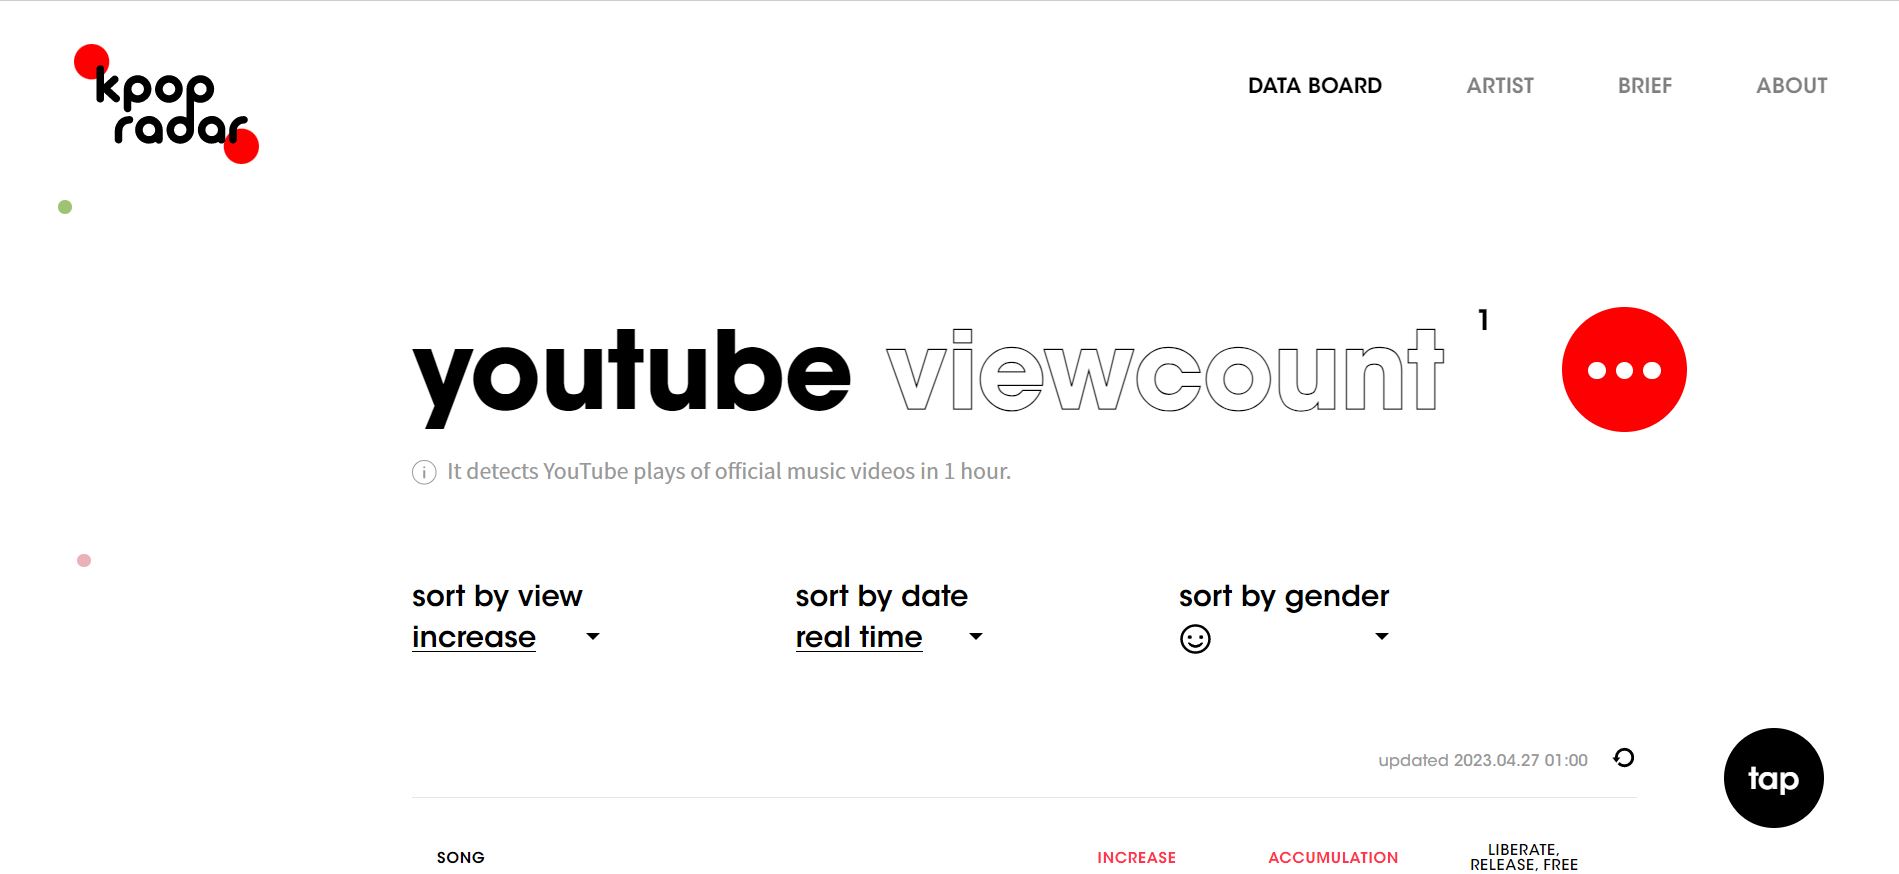 kpop
radar
DATA BOARD ARTIST BRIEF ABOUT
youtube viewcount 1
It detects YouTube plays of official music videos in 1 hour.
sort by view sort by date sort by gender
increase real time
updated 2023.04.27 01:00
tap
SONG INCREASE ACCUMULATION LIBERATE,
RELEASE, FREE